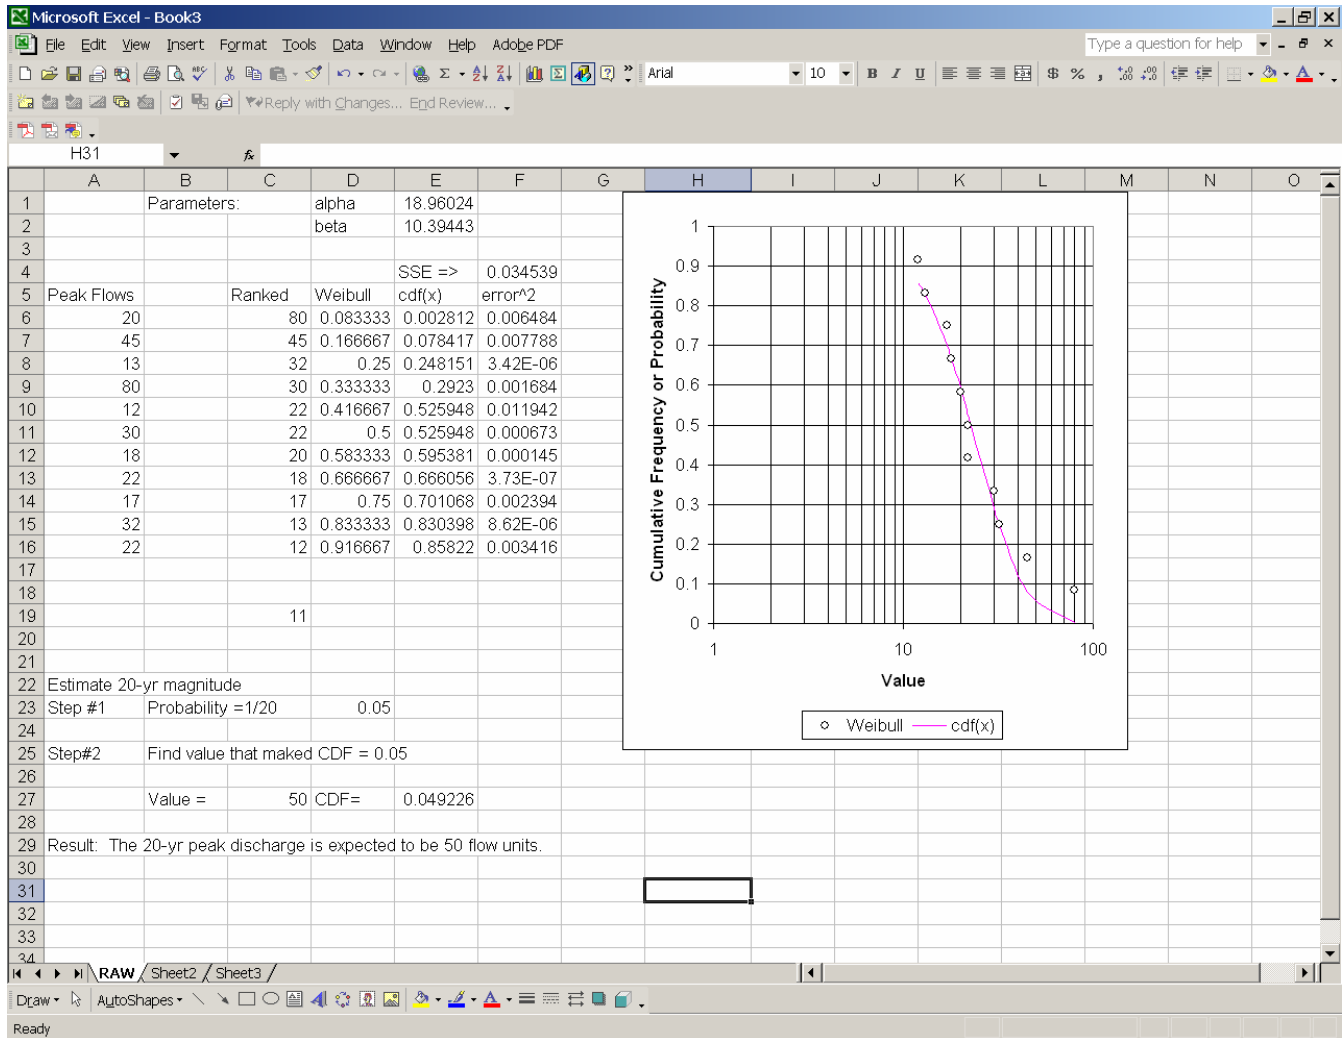 Microsoft Excel - Book3
File Edit View Insert Format Tools Data Window Help Adobe PDF
Type a question for help
Arial 10 B I U $ % ,
Reply with Changes... End Review...
H31 fx
A B C D E F G H I J K L M N O
1 Parameters: alpha 18.96024
2 beta 10.39443
3
4 SSE => 0.034539
5 Peak Flows Ranked Weibull cdf(x) error^2
6 20 80 0.083333 0.002812 0.006484
7 45 45 0.166667 0.078417 0.007788
8 13 32 0.25 0.248151 3.42E-06
9 80 30 0.333333 0.2923 0.001684
10 12 22 0.416667 0.525948 0.011942
11 30 22 0.5 0.525948 0.000673
12 18 20 0.583333 0.595381 0.000145
13 22 18 0.666667 0.666056 3.73E-07
14 17 17 0.75 0.701068 0.002394
15 32 13 0.833333 0.830398 8.62E-06
16 22 12 0.916667 0.85822 0.003416
17
18
19 11
20
21
22 Estimate 20-yr magnitude
23 Step #1 Probability =1/20 0.05
24
25 Step#2 Find value that maked CDF = 0.05
26
27 Value = 50 CDF= 0.049226
28
29 Result: The 20-yr peak discharge is expected to be 50 flow units.
30
31
32
33
34
Cumulative Frequency or Probability
1
0.9
0.8
0.7
0.6
0.5
0.4
0.3
0.2
0.1
0
1 10 100
Value
Weibull cdf(x)
RAW Sheet2 Sheet3
Draw AutoShapes
Ready